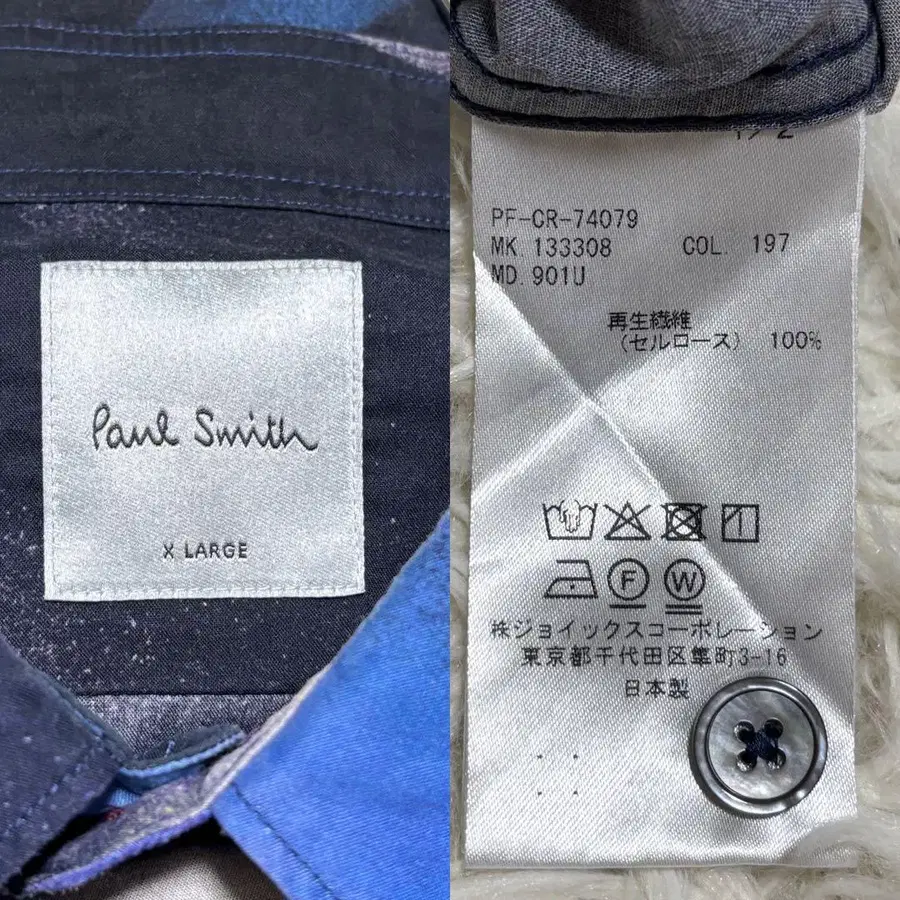 Paul Smith
X LARGE
1/2
PF-CR-74079
MK. 133308 COL. 197
MD. 901U
再生繊維
(セルロース) 100%
F W
株ジョイックスコーポレーション
東京都千代田区隼町3-16
日本製